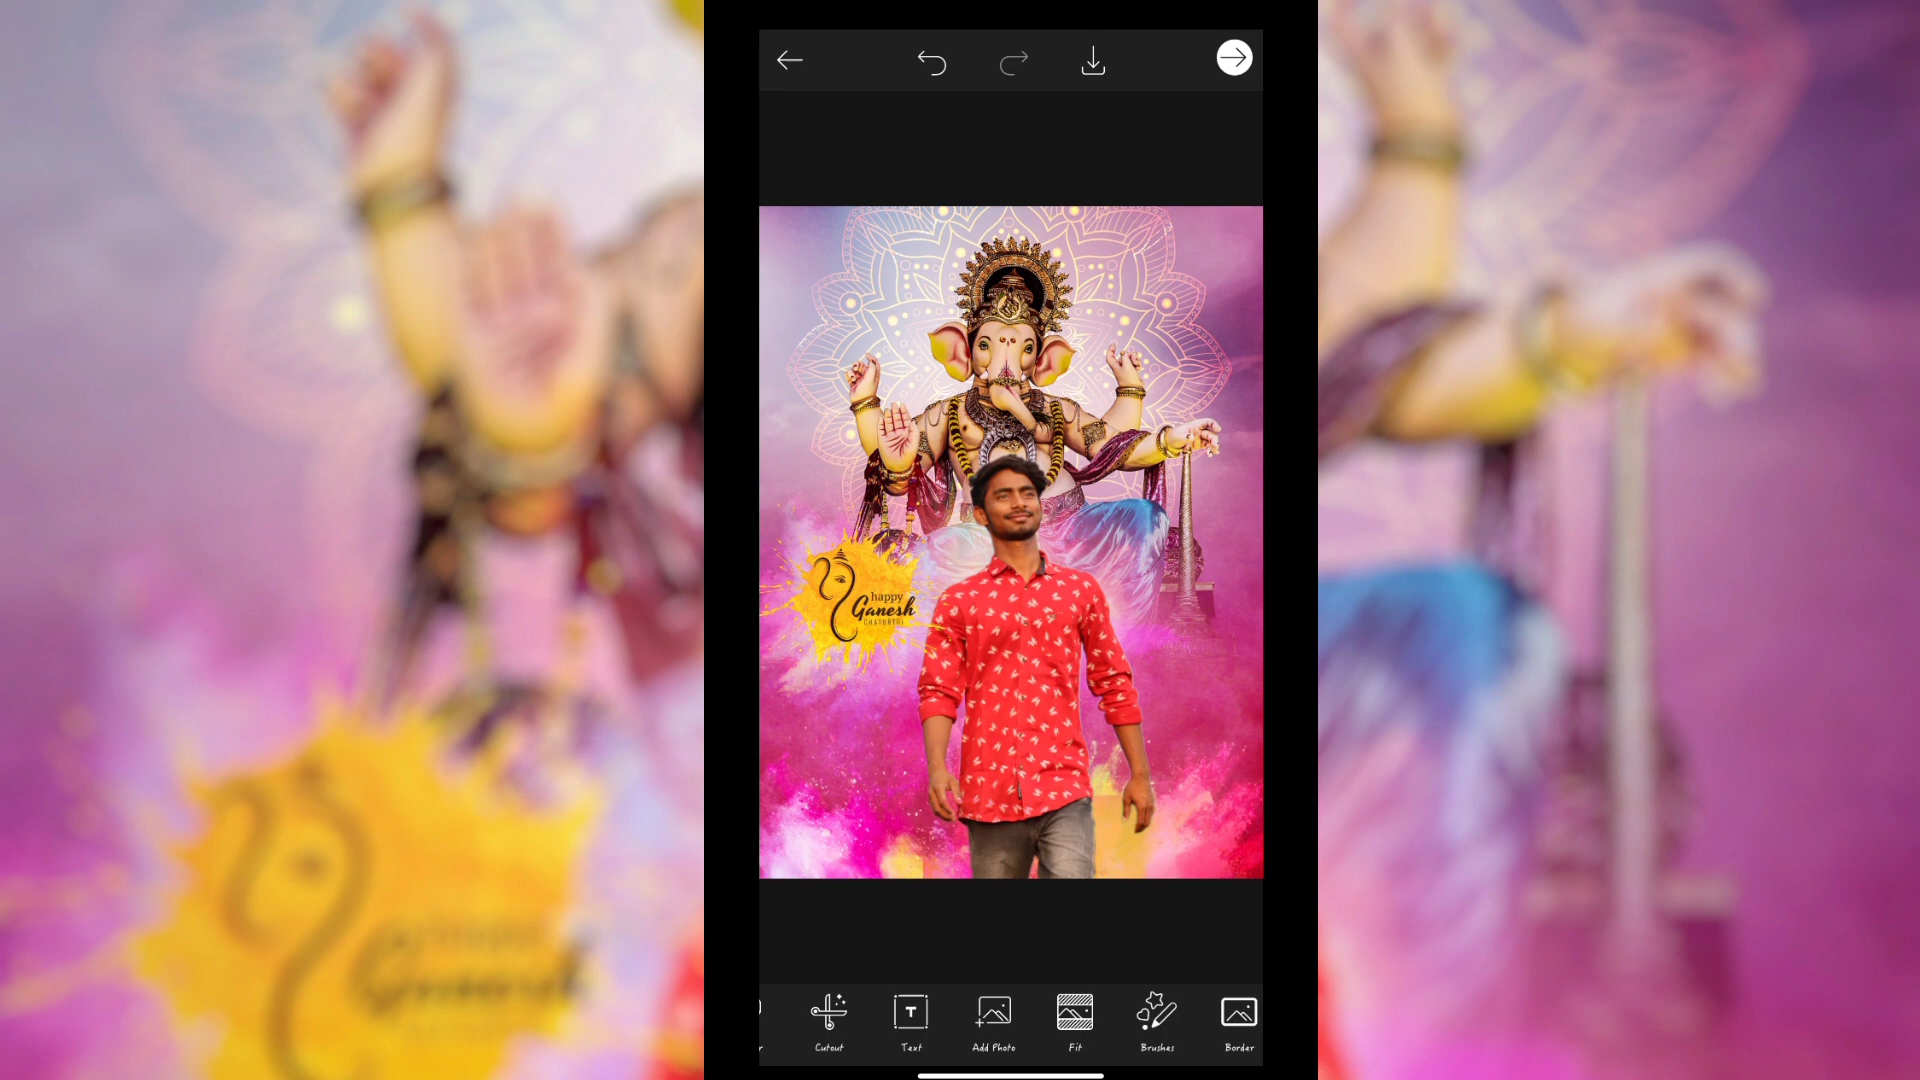 happy
Ganesh
CHATURTHI
Cutout
Text
Add Photo
Fit
Brushes
Border